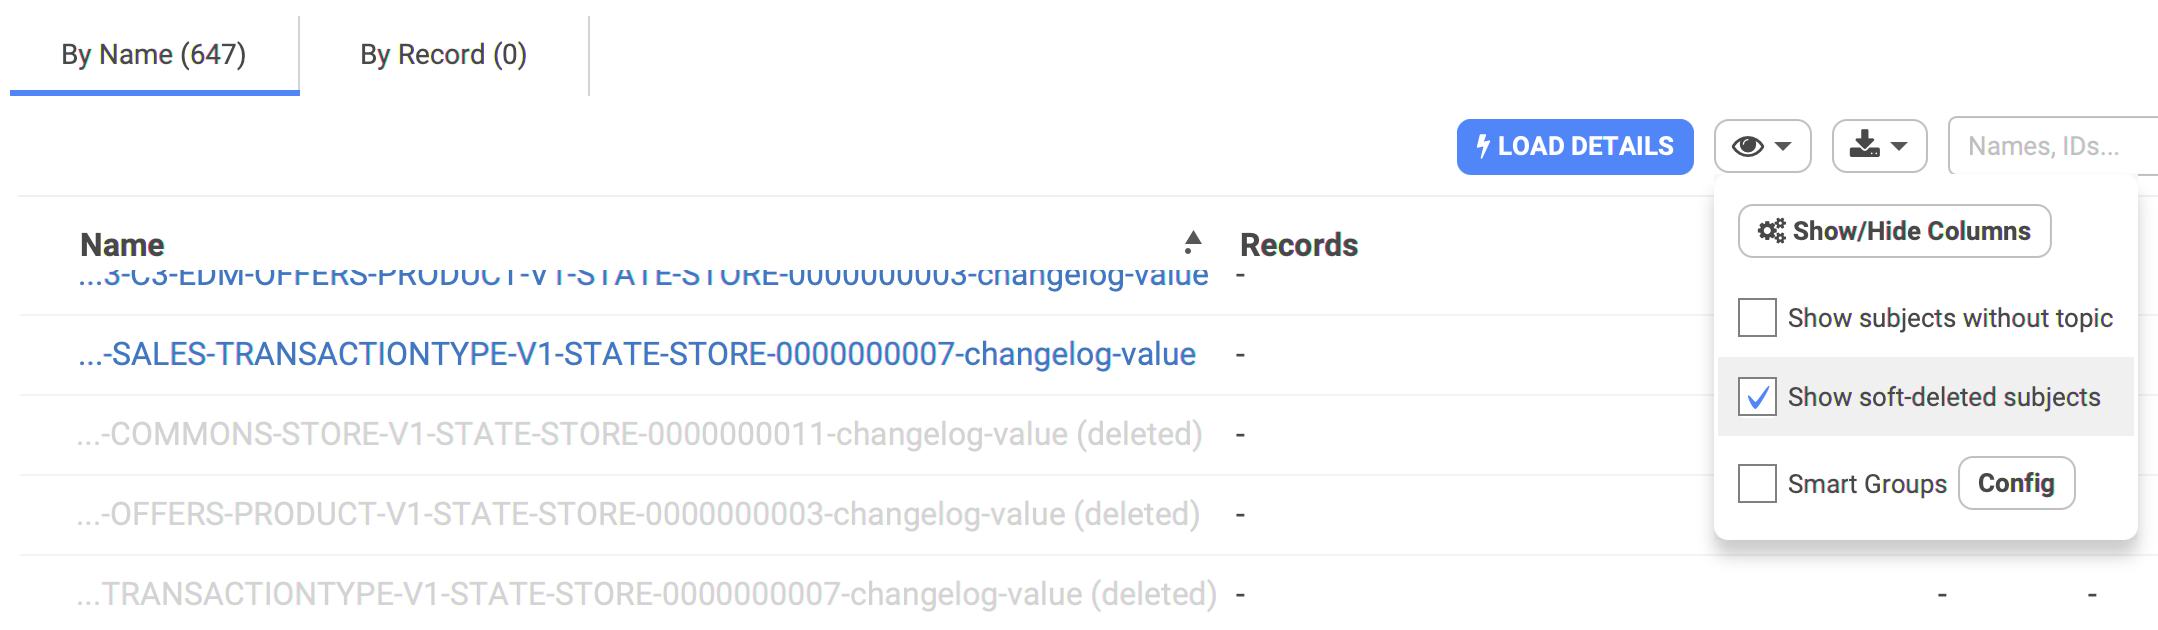 By Name (647)
By Record (0)
LOAD DETAILS
Names, IDs...
Show/Hide Columns
Show subjects without topic
Show soft-deleted subjects
Smart Groups Config
Name Records
...3-C3-EDM-OFFERS-PRODUCT-V1-STATE-STORE-0000000003-changelog-value -
...-SALES-TRANSACTIONTYPE-V1-STATE-STORE-0000000007-changelog-value -
...-COMMONS-STORE-V1-STATE-STORE-0000000011-changelog-value (deleted) -
...-OFFERS-PRODUCT-V1-STATE-STORE-0000000003-changelog-value (deleted) -
...TRANSACTIONTYPE-V1-STATE-STORE-0000000007-changelog-value (deleted) - - -